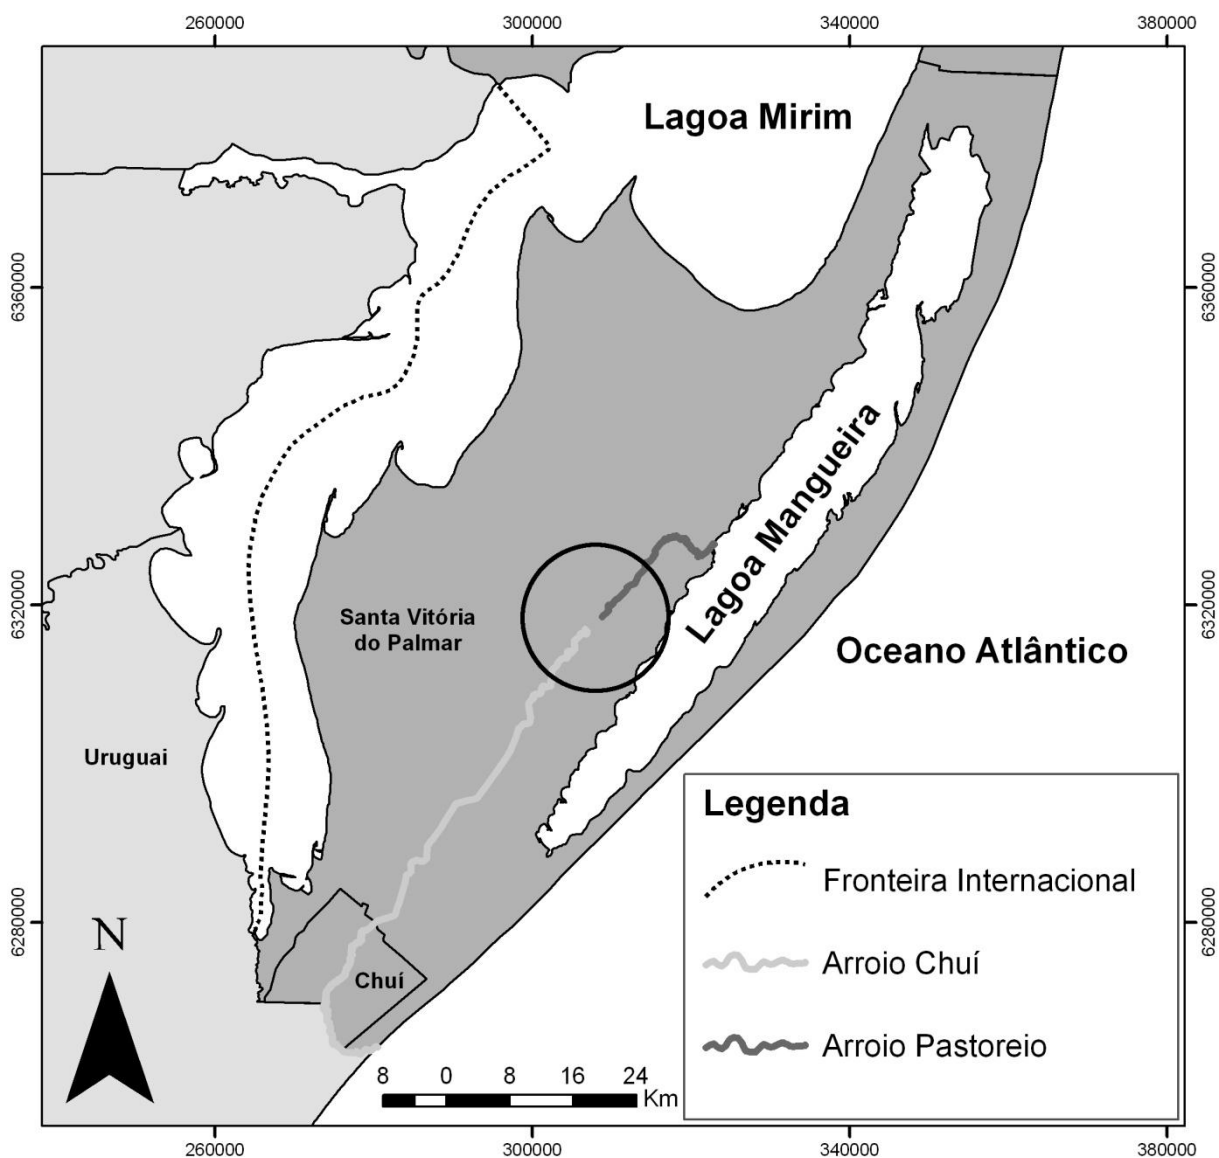 260000
300000
340000
380000
Lagoa Mirim
6360000
6360000
Lagoa Mangueira
6320000
6320000
Santa Vitória
do Palmar
Oceano Atlântico
Uruguai
Legenda
Fronteira Internacional
6280000
6280000
N
Arroio Chuí
Chuí
Arroio Pastoreio
8 0 8 16 24
Km
260000
300000
340000
380000